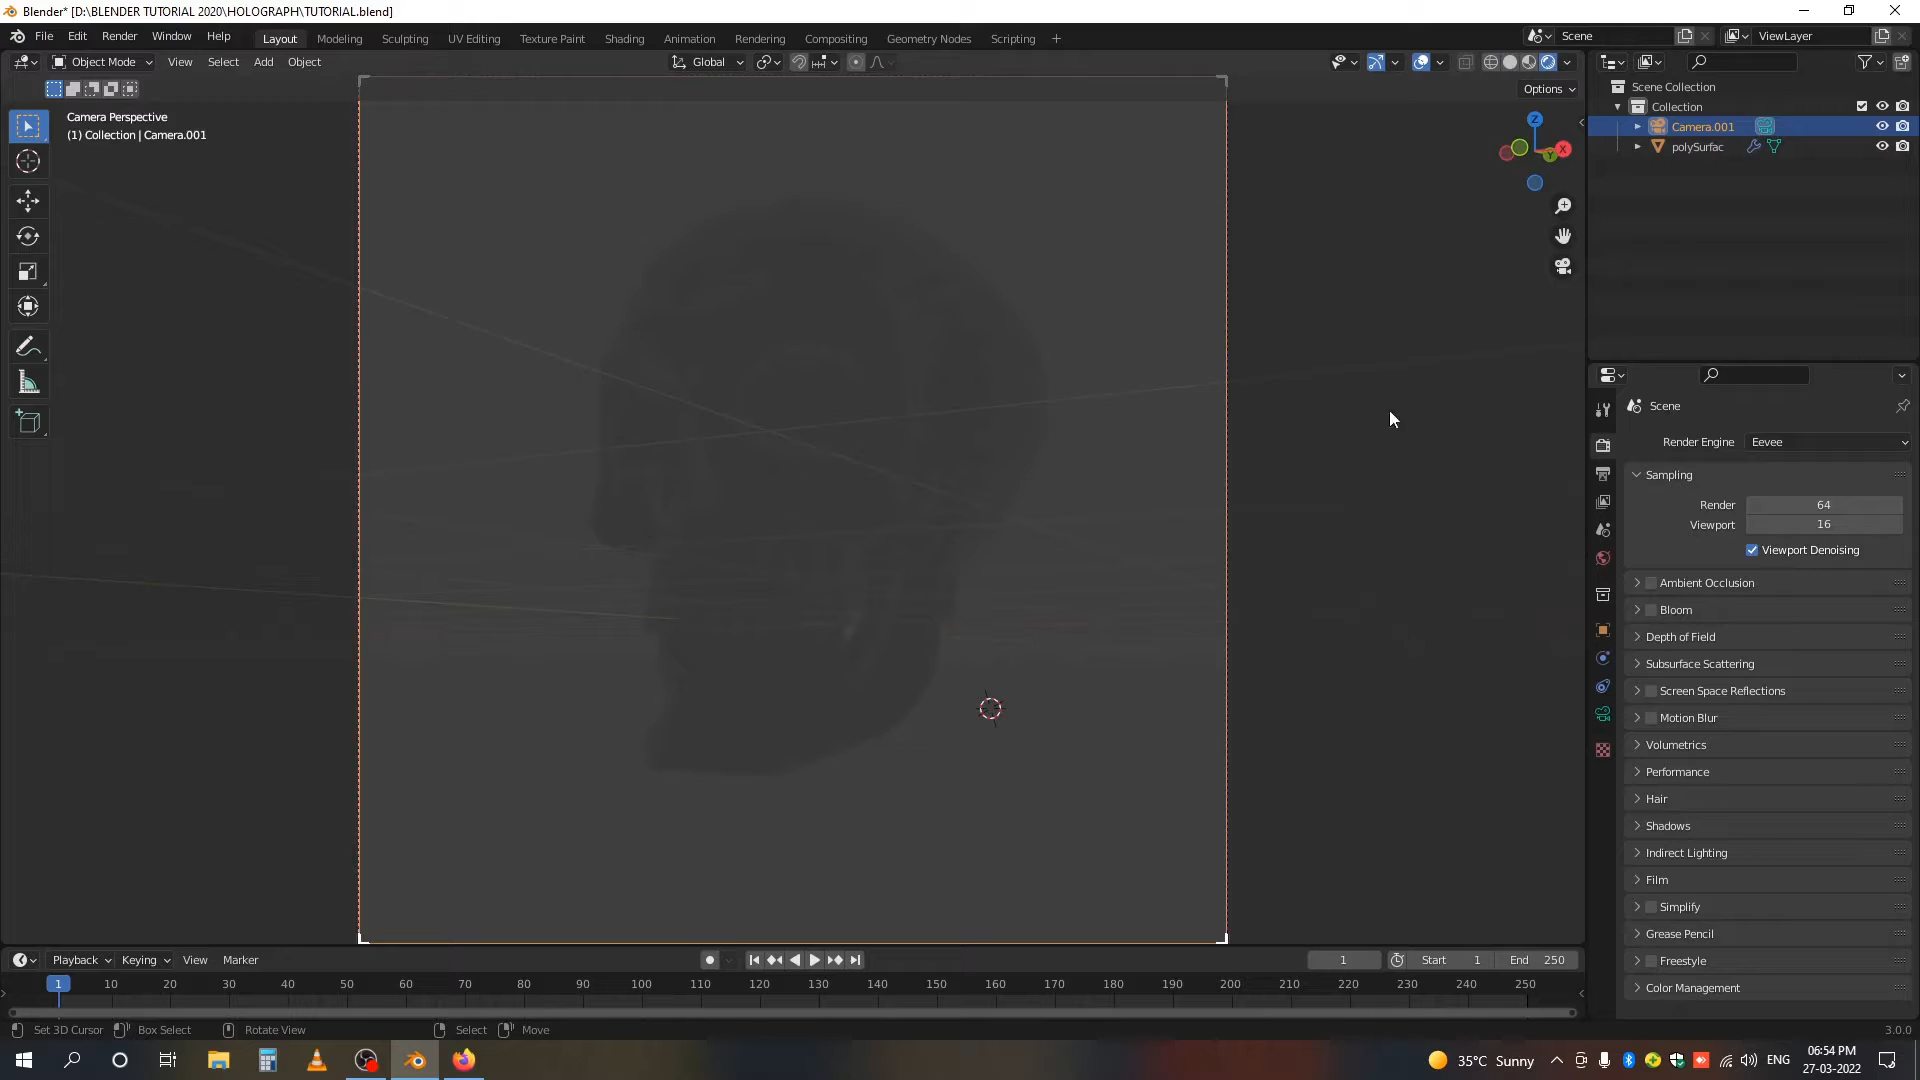 Blender* [D:\BLENDER TUTORIAL 2020\HOLOGRAPH\TUTORIAL.blend]
File Edit Render Window Help
Layout Modeling Sculpting UV Editing Texture Paint Shading Animation Rendering Compositing Geometry Nodes Scripting +
Scene
ViewLayer
Object Mode View Select Add Object
Global
Options
Camera Perspective
(1) Collection | Camera.001
Z
X
Y
Scene Collection
Collection
Camera.001
polySurfac
Scene
Render Engine Eevee
Sampling
Render 64
Viewport 16
Viewport Denoising
Ambient Occlusion
Bloom
Depth of Field
Subsurface Scattering
Screen Space Reflections
Motion Blur
Volumetrics
Performance
Hair
Shadows
Indirect Lighting
Film
Simplify
Grease Pencil
Freestyle
Color Management
Playback Keying View Marker
1 Start 1 End 250
1 10 20 30 40 50 60 70 80 90 100 110 120 130 140 150 160 170 180 190 200 210 220 230 240 250
Set 3D Cursor Box Select Rotate View Select Move
3.0.0
35°C Sunny
ENG
06:54 PM
27-03-2022